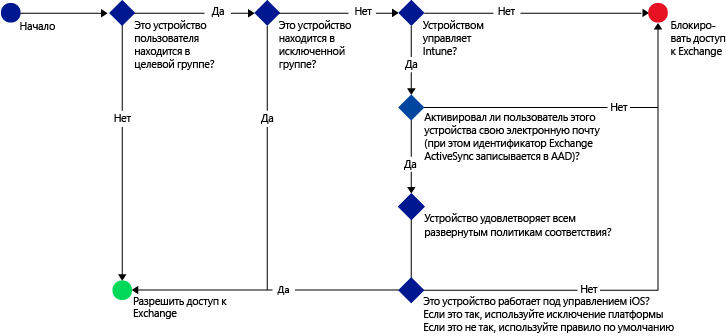 Начало
Это устройство
пользователя
находится в
целевой группе?
Да
Это устройство
находится в
исключенной
группе?
Нет
Устройством
управляет
Intune?
Нет
Блокиро-
вать доступ
к Exchange
Да
Нет
Да
Нет
Активировал ли пользователь этого
устройства свою электронную почту
(при этом идентификатор Exchange
ActiveSync записывается в AAD)?
Да
Устройство удовлетворяет всем
развернутым политикам соответствия?
Да
Нет
Разрешить доступ к
Exchange
Это устройство работает под управлением iOS?
Если это так, используйте исключение платформы
Если это не так, используйте правило по умолчанию